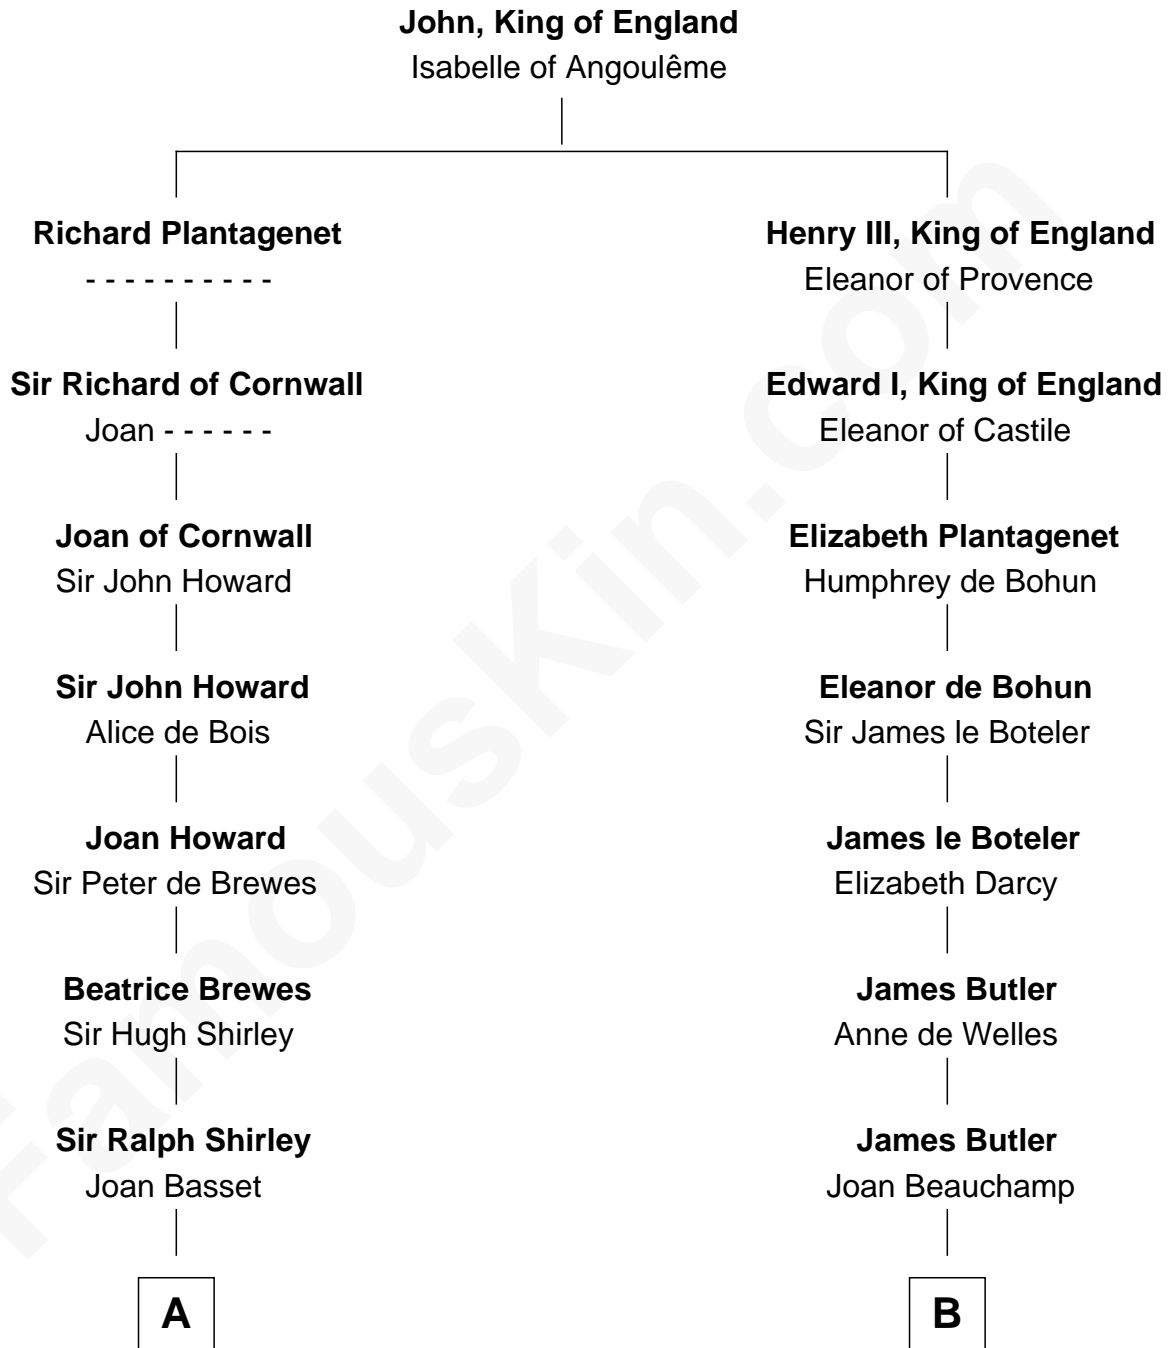 John, King of England
Isabelle of Angoulême
Richard Plantagenet
- - - - - - - - - -
Henry III, King of England
Eleanor of Provence
Sir Richard of Cornwall
Joan - - - - - -
Edward I, King of England
Eleanor of Castile
Joan of Cornwall
Sir John Howard
Elizabeth Plantagenet
Humphrey de Bohun
Sir John Howard
Alice de Bois
Eleanor de Bohun
Sir James le Boteler
Joan Howard
Sir Peter de Brewes
James le Boteler
Elizabeth Darcy
Beatrice Brewes
Sir Hugh Shirley
James Butler
Anne de Welles
Sir Ralph Shirley
Joan Basset
James Butler
Joan Beauchamp
A
B
FamousKin.com